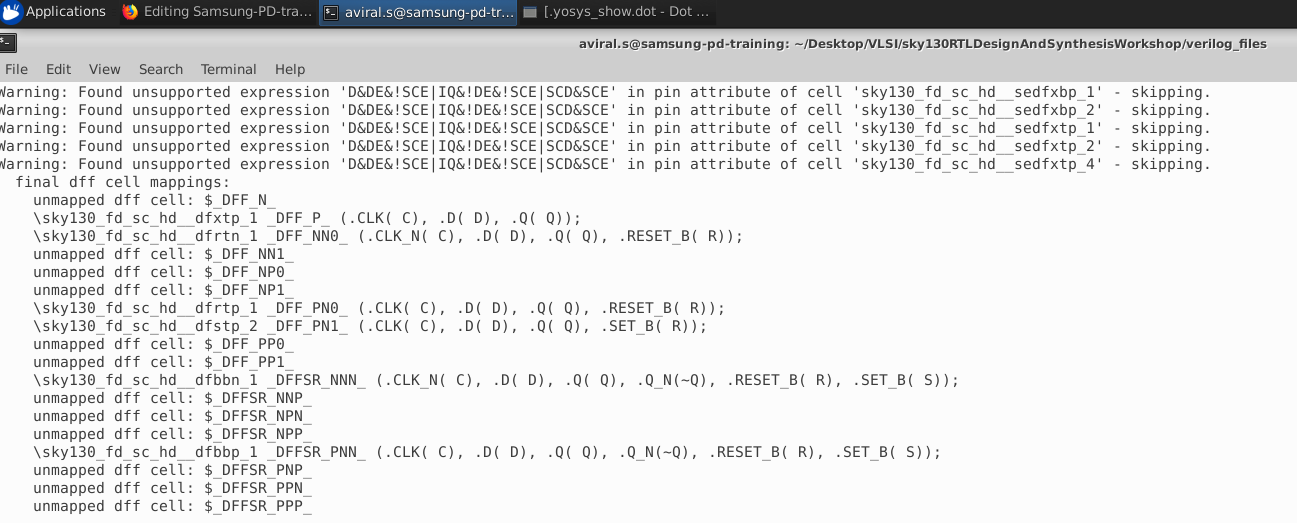 Applications
Editing Samsung-PD-tra...
aviral.s@samsung-pd-tr...
[.yosys_show.dot - Dot ...
aviral.s@samsung-pd-training: ~/Desktop/VLSI/sky130RTLDesignAndSynthesisWorkshop/verilog_files
File Edit View Search Terminal Help
Warning: Found unsupported expression 'D&DE&!SCE|IQ&!DE&!SCE|SCD&SCE' in pin attribute of cell 'sky130_fd_sc_hd__sedfxbp_1' - skipping.
Warning: Found unsupported expression 'D&DE&!SCE|IQ&!DE&!SCE|SCD&SCE' in pin attribute of cell 'sky130_fd_sc_hd__sedfxbp_2' - skipping.
Warning: Found unsupported expression 'D&DE&!SCE|IQ&!DE&!SCE|SCD&SCE' in pin attribute of cell 'sky130_fd_sc_hd__sedfxtp_1' - skipping.
Warning: Found unsupported expression 'D&DE&!SCE|IQ&!DE&!SCE|SCD&SCE' in pin attribute of cell 'sky130_fd_sc_hd__sedfxtp_2' - skipping.
Warning: Found unsupported expression 'D&DE&!SCE|IQ&!DE&!SCE|SCD&SCE' in pin attribute of cell 'sky130_fd_sc_hd__sedfxtp_4' - skipping.
final dff cell mappings:
unmapped dff cell: $_DFF_N_
\sky130_fd_sc_hd__dfxtp_1 _DFF_P_ (.CLK( C), .D( D), .Q( Q));
\sky130_fd_sc_hd__dfrtn_1 _DFF_NN0_ (.CLK_N( C), .D( D), .Q( Q), .RESET_B( R));
unmapped dff cell: $_DFF_NN1_
unmapped dff cell: $_DFF_NP0_
unmapped dff cell: $_DFF_NP1_
\sky130_fd_sc_hd__dfrtp_1 _DFF_PN0_ (.CLK( C), .D( D), .Q( Q), .RESET_B( R));
\sky130_fd_sc_hd__dfstp_2 _DFF_PN1_ (.CLK( C), .D( D), .Q( Q), .SET_B( R));
unmapped dff cell: $_DFF_PP0_
unmapped dff cell: $_DFF_PP1_
\sky130_fd_sc_hd__dfbbn_1 _DFFSR_NNN_ (.CLK_N( C), .D( D), .Q( Q), .Q_N(~Q), .RESET_B( R), .SET_B( S));
unmapped dff cell: $_DFFSR_NNP_
unmapped dff cell: $_DFFSR_NPN_
unmapped dff cell: $_DFFSR_NPP_
\sky130_fd_sc_hd__dfbbp_1 _DFFSR_PNN_ (.CLK( C), .D( D), .Q( Q), .Q_N(~Q), .RESET_B( R), .SET_B( S));
unmapped dff cell: $_DFFSR_PNP_
unmapped dff cell: $_DFFSR_PPN_
unmapped dff cell: $_DFFSR_PPP_